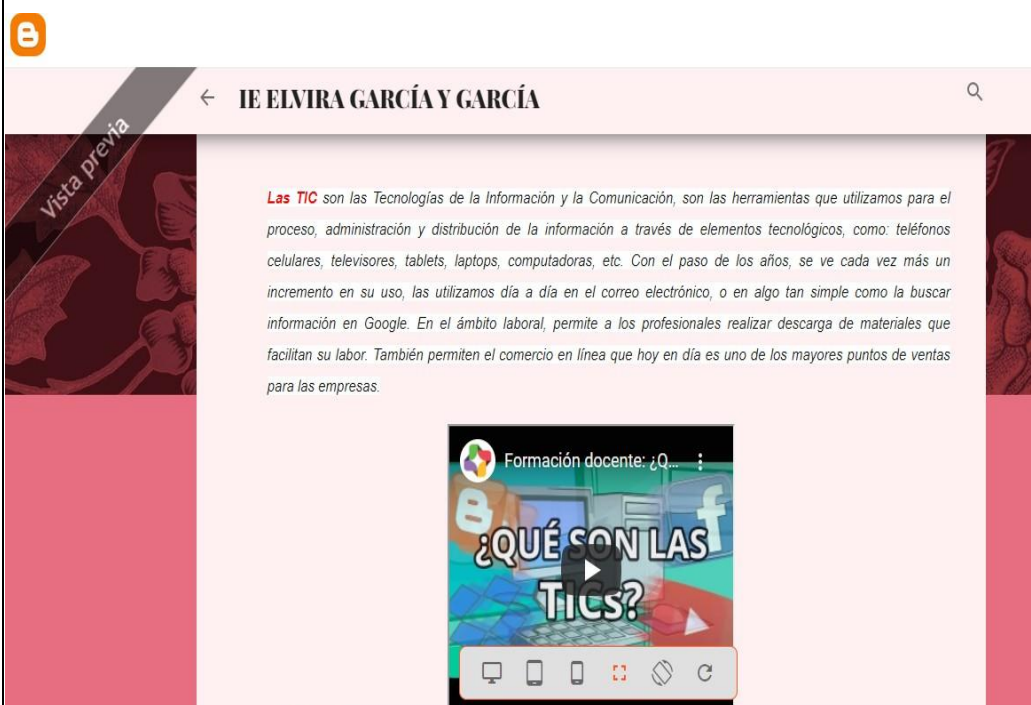 IE ELVIRA GARCÍA Y GARCÍA
Vista previa
Las TIC son las Tecnologías de la Información y la Comunicación, son las herramientas que utilizamos para el
proceso, administración y distribución de la información a través de elementos tecnológicos, como: teléfonos
celulares, televisores, tablets, laptops, computadoras, etc. Con el paso de los años, se ve cada vez más un
incremento en su uso, las utilizamos día a día en el correo electrónico, o en algo tan simple como la buscar
información en Google. En el ámbito laboral, permite a los profesionales realizar descarga de materiales que
facilitan su labor. También permiten el comercio en línea que hoy en día es uno de los mayores puntos de ventas
para las empresas.
Formación docente: ¿Q...
¿QUÉ SON LAS
TICS?